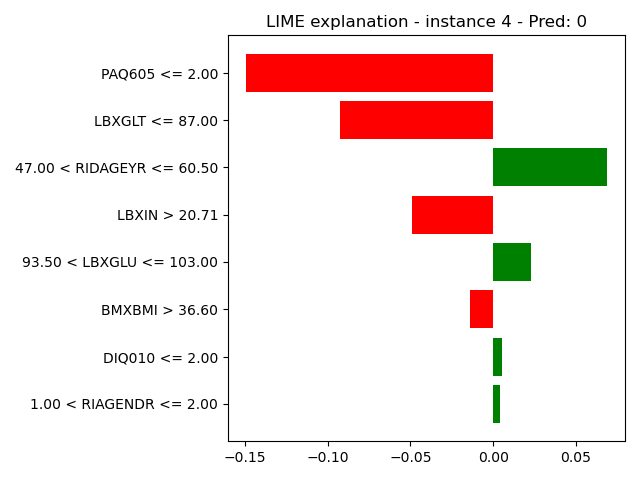 LIME explanation - instance 4 - Pred: 0
PAQ605 <= 2.00
LBXGLT <= 87.00
47.00 < RIDAGEYR <= 60.50
LBXIN > 20.71
93.50 < LBXGLU <= 103.00
BMXBMI > 36.60
DIQ010 <= 2.00
1.00 < RIAGENDR <= 2.00
−0.15 −0.10 −0.05 0.00 0.05